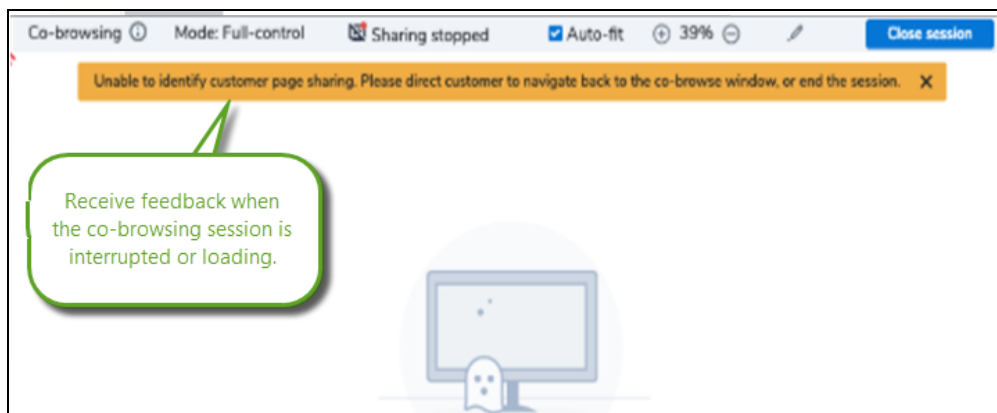 Co-browsing Mode: Full-control Sharing stopped Auto-fit 39% Close session
Unable to identify customer page sharing. Please direct customer to navigate back to the co-browse window, or end the session.
Receive feedback when
the co-browsing session is
interrupted or loading.